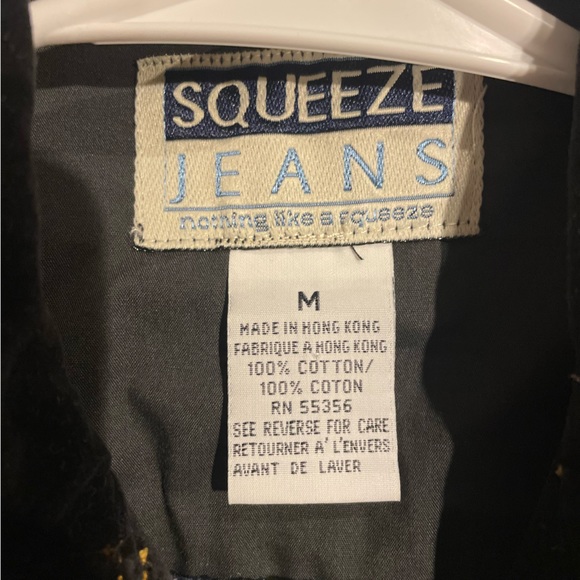 SQUEEZE
JEANS
nothing like a squeeze
M
MADE IN HONG KONG
FABRIQUE A HONG KONG
100% COTTON/
100% COTON
RN 55356
SEE REVERSE FOR CARE
RETOURNER A' L'ENVERS
AVANT DE LAVER